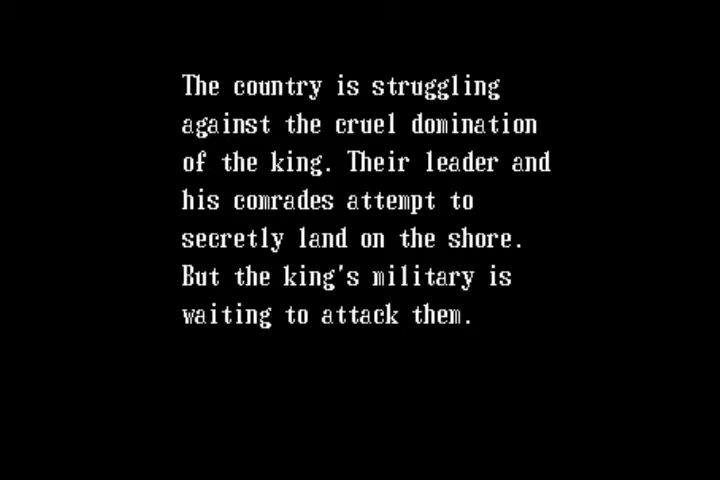 The country is struggling
against the cruel domination
of the king. Their leader and
his comrades attempt to
secretly land on the shore.
But the king's military is
waiting to attack them.